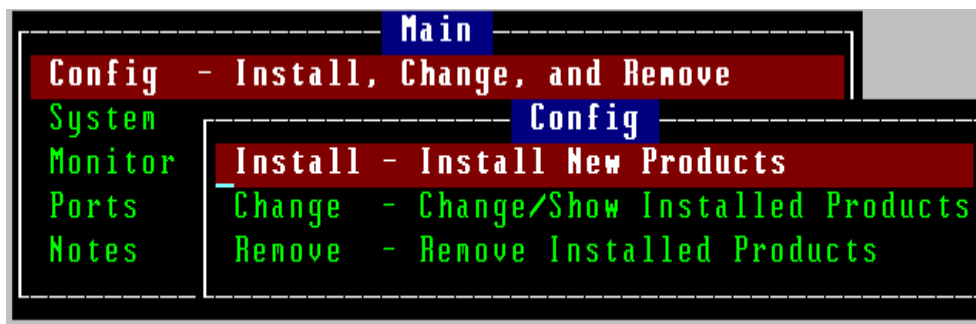 Main
Config - Install, Change, and Remove
System
Config
Monitor
Install - Install New Products
Ports
Change - Change/Show Installed Products
Notes
Remove - Remove Installed Products